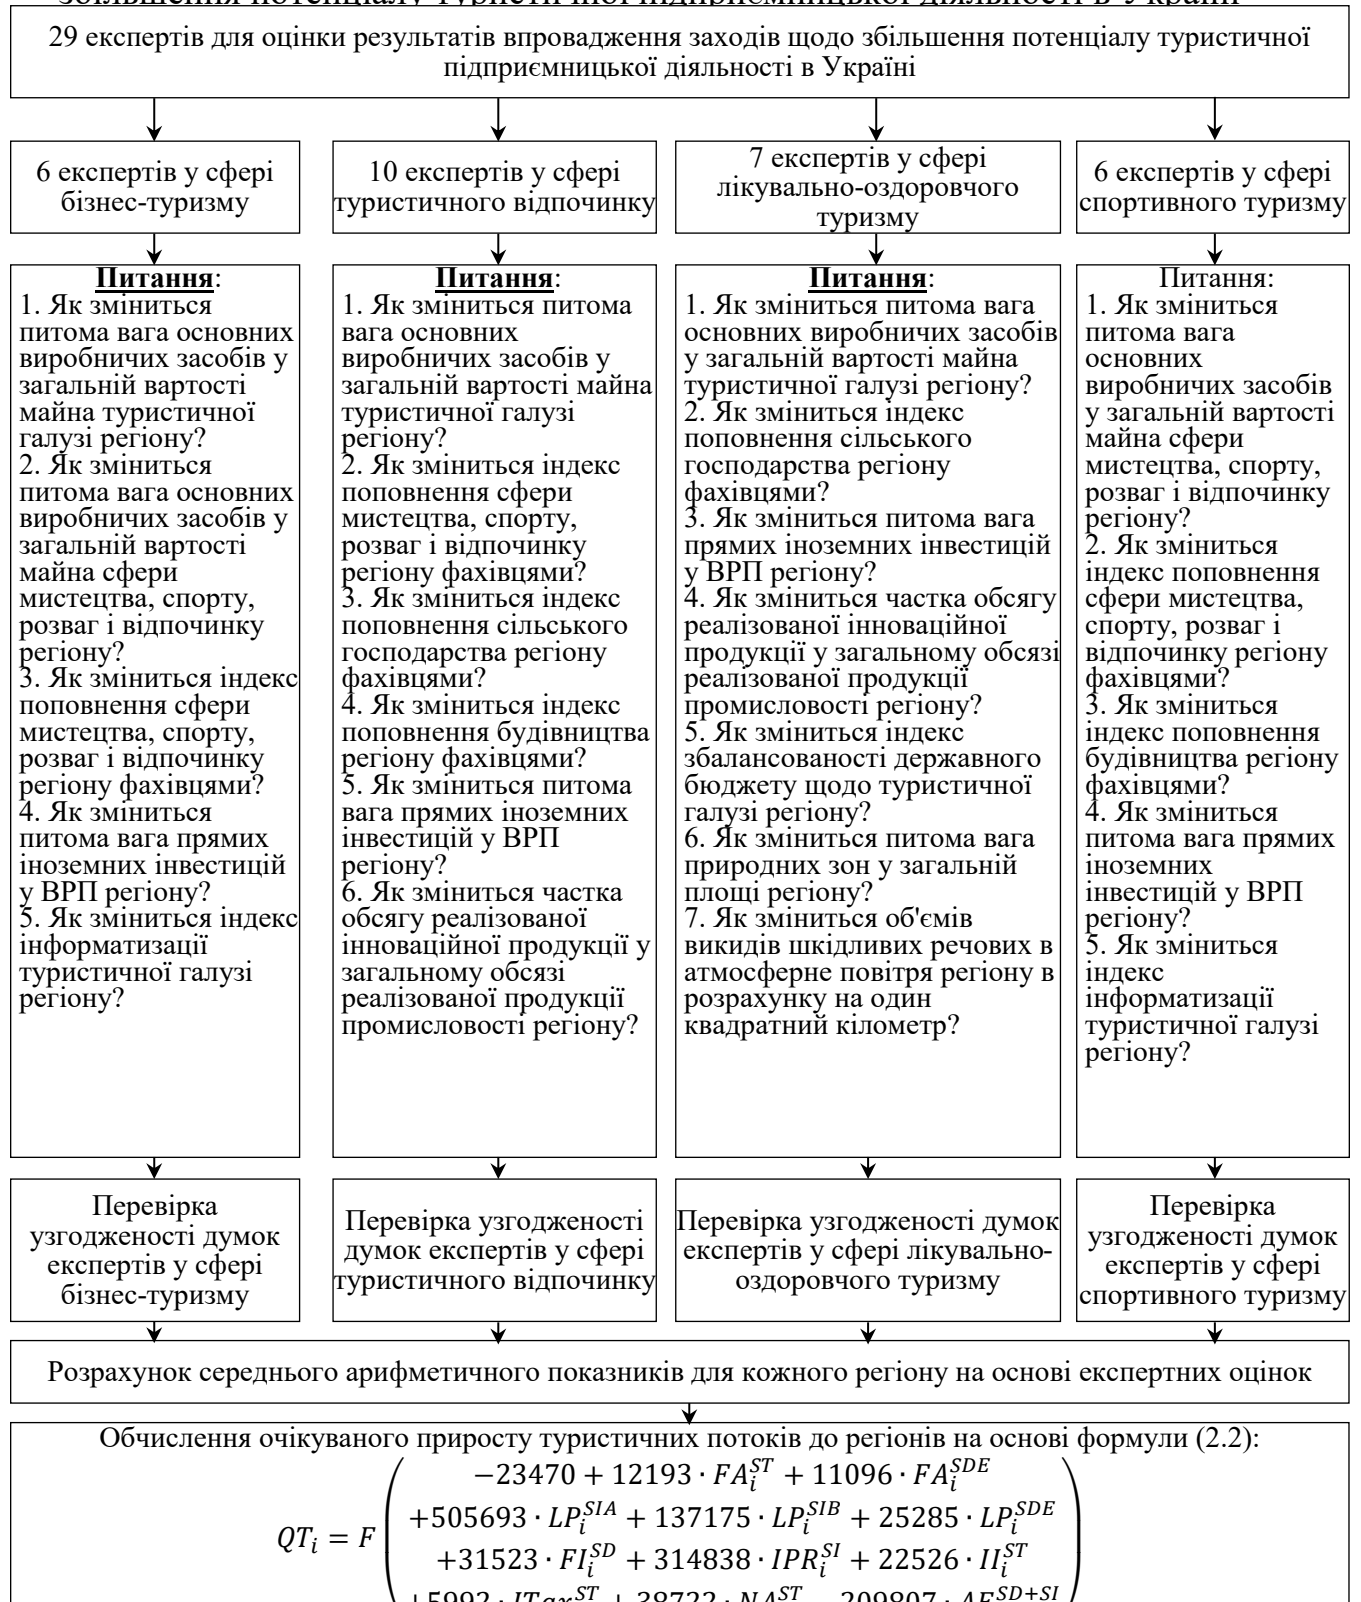 збільшення потенціалу туристичної підприємницької діяльності в Україні
29 експертів для оцінки результатів впровадження заходів щодо збільшення потенціалу туристичної
підприємницької діяльності в Україні
6 експертів у сфері
бізнес-туризму
10 експертів у сфері
туристичного відпочинку
7 експертів у сфері
лікувально-оздоровчого
туризму
6 експертів у сфері
спортивного туризму
Питання:
1. Як зміниться
питома вага основних
виробничих засобів у
загальній вартості
майна туристичної
галузі регіону?
2. Як зміниться
питома вага основних
виробничих засобів у
загальній вартості
майна сфери
мистецтва, спорту,
розваг і відпочинку
регіону?
3. Як зміниться індекс
поповнення сфери
мистецтва, спорту,
розваг і відпочинку
регіону фахівцями?
4. Як зміниться
питома вага прямих
іноземних інвестицій
у ВРП регіону?
5. Як зміниться індекс
інформатизації
туристичної галузі
регіону?
Питання:
1. Як зміниться питома
вага основних
виробничих засобів у
загальній вартості майна
туристичної галузі
регіону?
2. Як зміниться індекс
поповнення сфери
мистецтва, спорту,
розваг і відпочинку
регіону фахівцями?
3. Як зміниться індекс
поповнення сільського
господарства регіону
фахівцями?
4. Як зміниться індекс
поповнення будівництва
регіону фахівцями?
5. Як зміниться питома
вага прямих іноземних
інвестицій у ВРП
регіону?
6. Як зміниться частка
обсягу реалізованої
інноваційної продукції у
загальному обсязі
реалізованої продукції
промисловості регіону?
Питання:
1. Як зміниться питома вага
основних виробничих засобів
у загальній вартості майна
туристичної галузі регіону?
2. Як зміниться індекс
поповнення сільського
господарства регіону
фахівцями?
3. Як зміниться питома вага
прямих іноземних інвестицій
у ВРП регіону?
4. Як зміниться частка обсягу
реалізованої інноваційної
продукції у загальному обсязі
реалізованої продукції
промисловості регіону?
5. Як зміниться індекс
збалансованості державного
бюджету щодо туристичної
галузі регіону?
6. Як зміниться питома вага
природних зон у загальній
площі регіону?
7. Як зміниться об'ємів
викидів шкідливих речових в
атмосферне повітря регіону в
розрахунку на один
квадратний кілометр?
Питання:
1. Як зміниться
питома вага
основних
виробничих засобів
у загальній вартості
майна сфери
мистецтва, спорту,
розваг і відпочинку
регіону?
2. Як зміниться
індекс поповнення
сфери мистецтва,
спорту, розваг і
відпочинку регіону
фахівцями?
3. Як зміниться
індекс поповнення
будівництва регіону
фахівцями?
4. Як зміниться
питома вага прямих
іноземних
інвестицій у ВРП
регіону?
5. Як зміниться
індекс
інформатизації
туристичної галузі
регіону?
Перевірка
узгодженості думок
експертів у сфері
бізнес-туризму
Перевірка узгодженості
думок експертів у сфері
туристичного відпочинку
Перевірка узгодженості думок
експертів у сфері лікувально-
оздоровчого туризму
Перевірка
узгодженості думок
експертів у сфері
спортивного туризму
Розрахунок середнього арифметичного показників для кожного регіону на основі експертних оцінок
Обчислення очікуваного приросту туристичних потоків до регіонів на основі формули (2.2):
−23470 + 12193 · FA_i^{ST} + 11096 · FA_i^{SDE}
+505693 · LP_i^{SIA} + 137175 · LP_i^{SIB} + 25285 · LP_i^{SDE}
QT_i = F
+31523 · FI_i^{SD} + 314838 · IPR_i^{SI} + 22526 · II_i^{ST}
+5992 · ITax^{ST} + 38722 · NA^{ST} − 209807 · AE^{SD+SI}